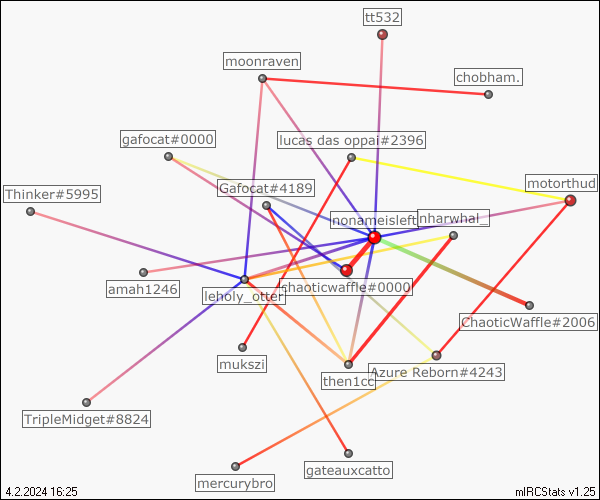 tt532
moonraven
chobham.
gafocat#0000
lucas das oppai#2396
Thinker#5995
Gafocat#4189
motorthud
nonameisleft
nharwhal_
amah1246
leholy_otter
chaoticwaffle#0000
ChaoticWaffle#2006
mukszi
then1cc
Azure Reborn#4243
TripleMidget#8824
gateauxcatto
mercurybro
4.2.2024 16:25
mIRCStats v1.25